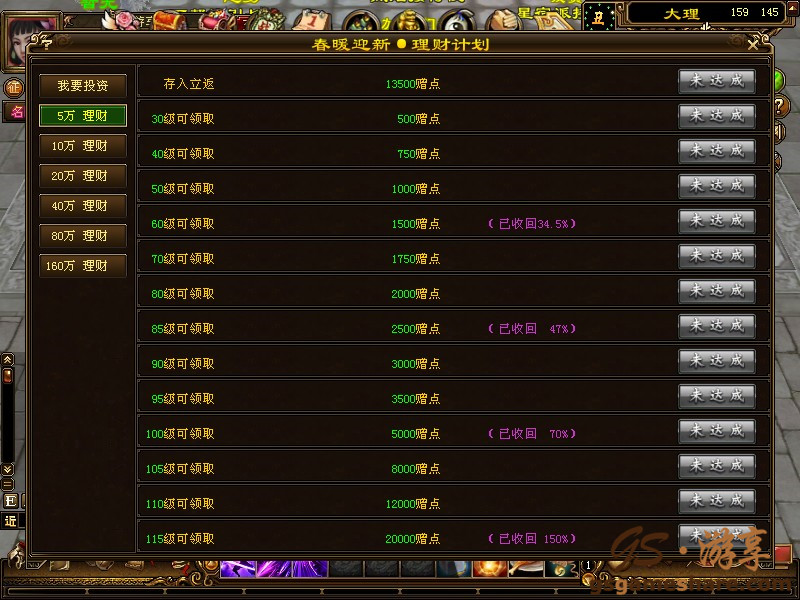 大理 159 145
丑
春暖迎新●理财计划
我要投资
5万 理财
10万 理财
20万 理财
40万 理财
80万 理财
160万 理财
存入立返 13500赠点 未达成
30级可领取 500赠点 未达成
40级可领取 750赠点 未达成
50级可领取 1000赠点 未达成
60级可领取 1500赠点 (已收回34.5%) 未达成
70级可领取 1750赠点 未达成
80级可领取 2000赠点 未达成
85级可领取 2500赠点 (已收回 47%) 未达成
90级可领取 3000赠点 未达成
95级可领取 3500赠点 未达成
100级可领取 5000赠点 (已收回 70%) 未达成
105级可领取 8000赠点 未达成
110级可领取 12000赠点 未达成
115级可领取 20000赠点 (已收回 150%)
征
名
近
1
GS·游享